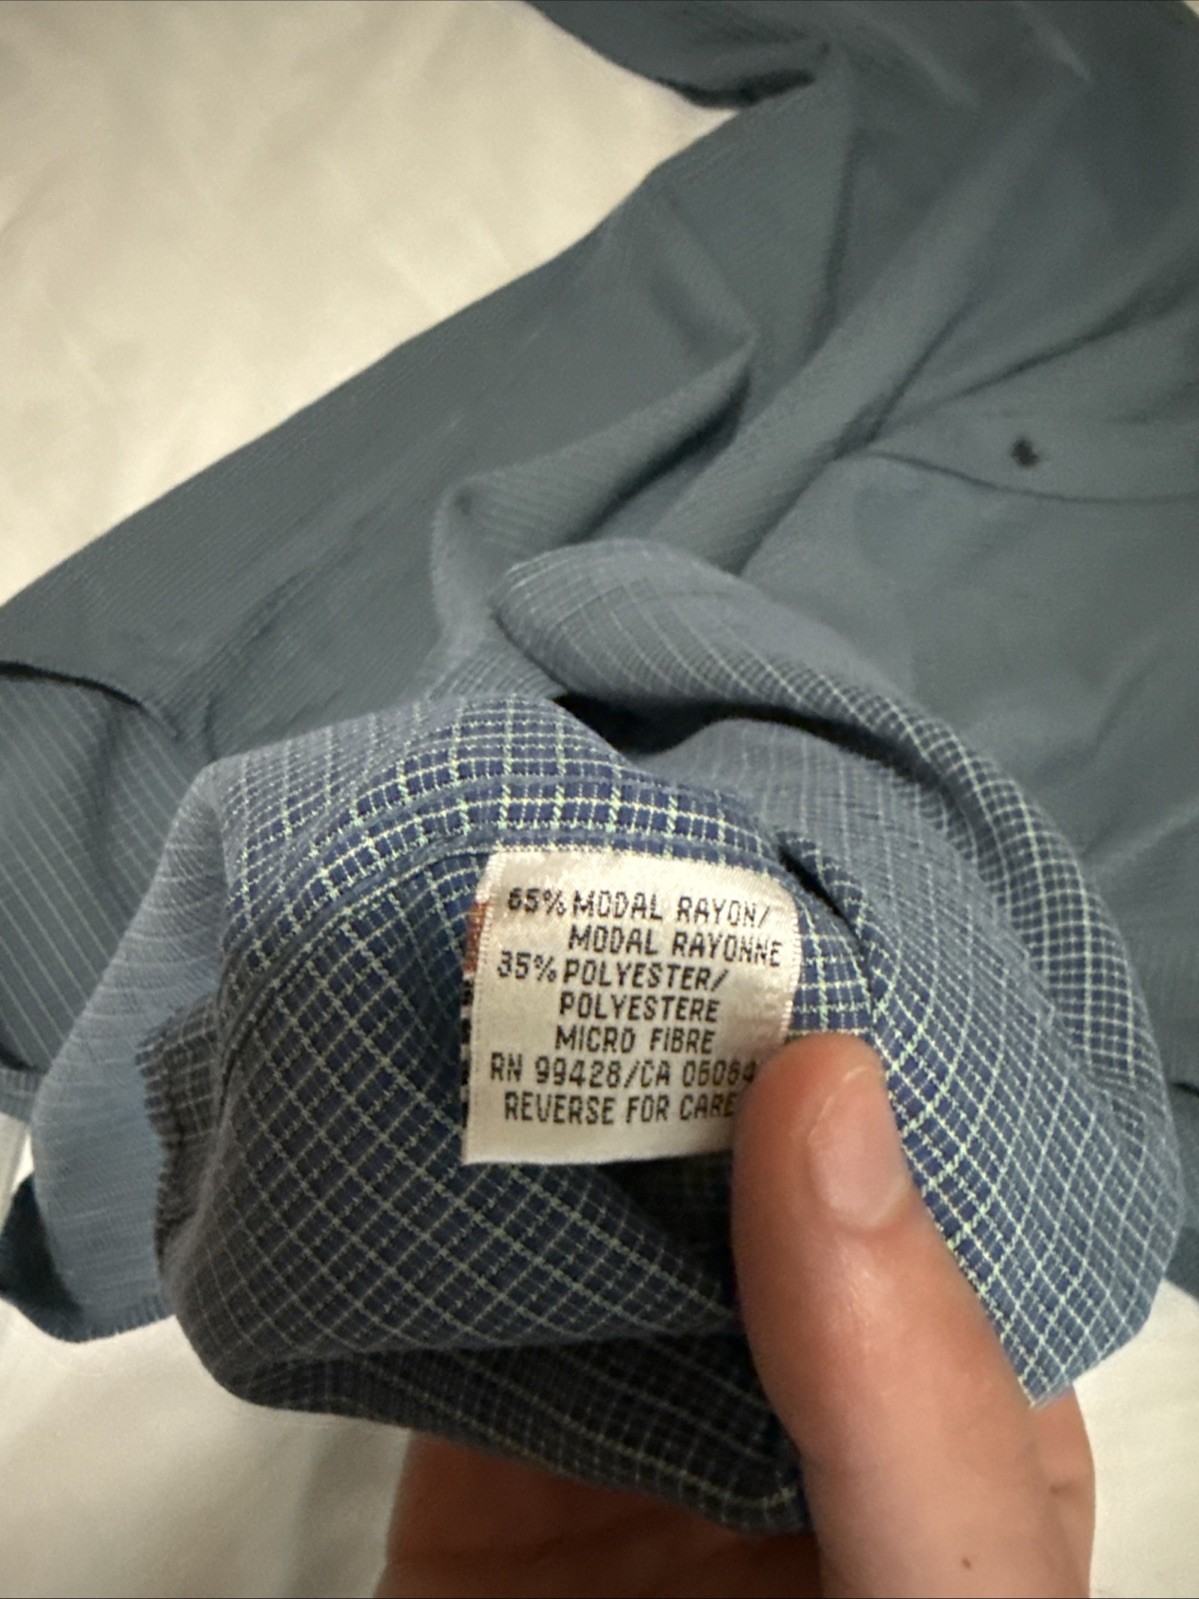 65% MODAL RAYON/
MODAL RAYONNE
35% POLYESTER/
POLYESTERE
MICRO FIBRE
RN 99428/CA
REVERSE FOR CARE